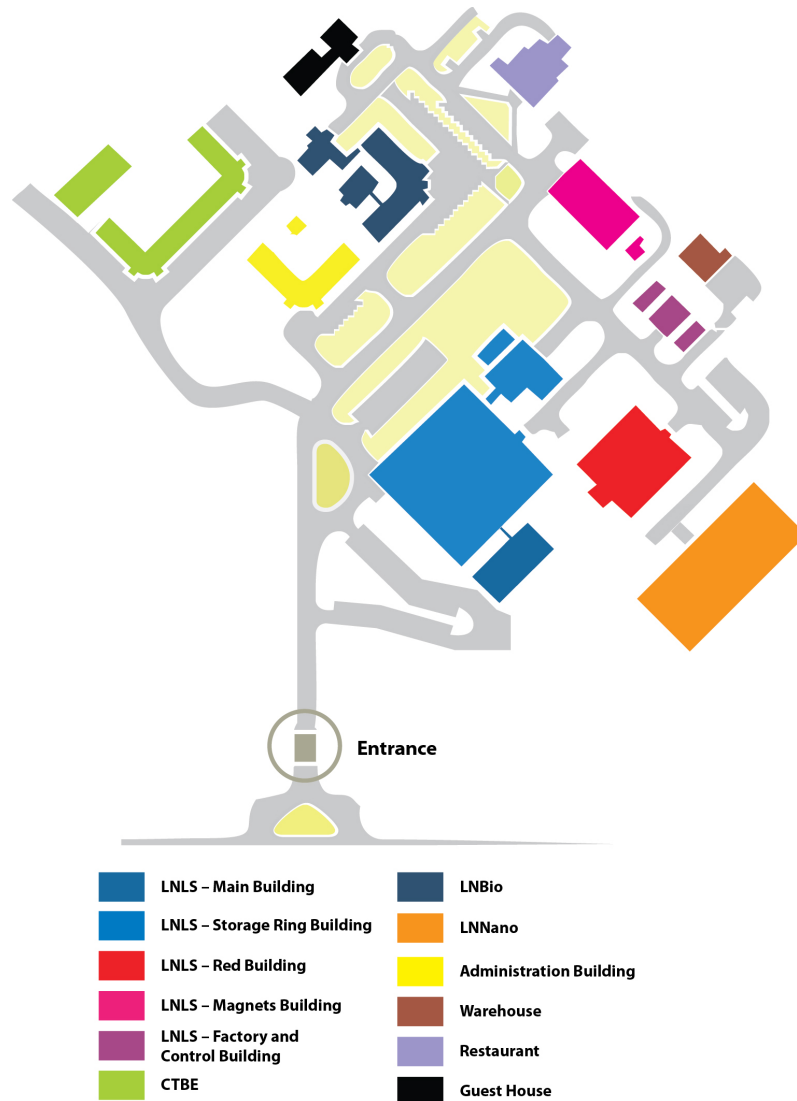 Entrance
LNLS – Main Building
LNLS – Storage Ring Building
LNLS – Red Building
LNLS – Magnets Building
LNLS – Factory and
Control Building
CTBE
LNBio
LNNano
Administration Building
Warehouse
Restaurant
Guest House